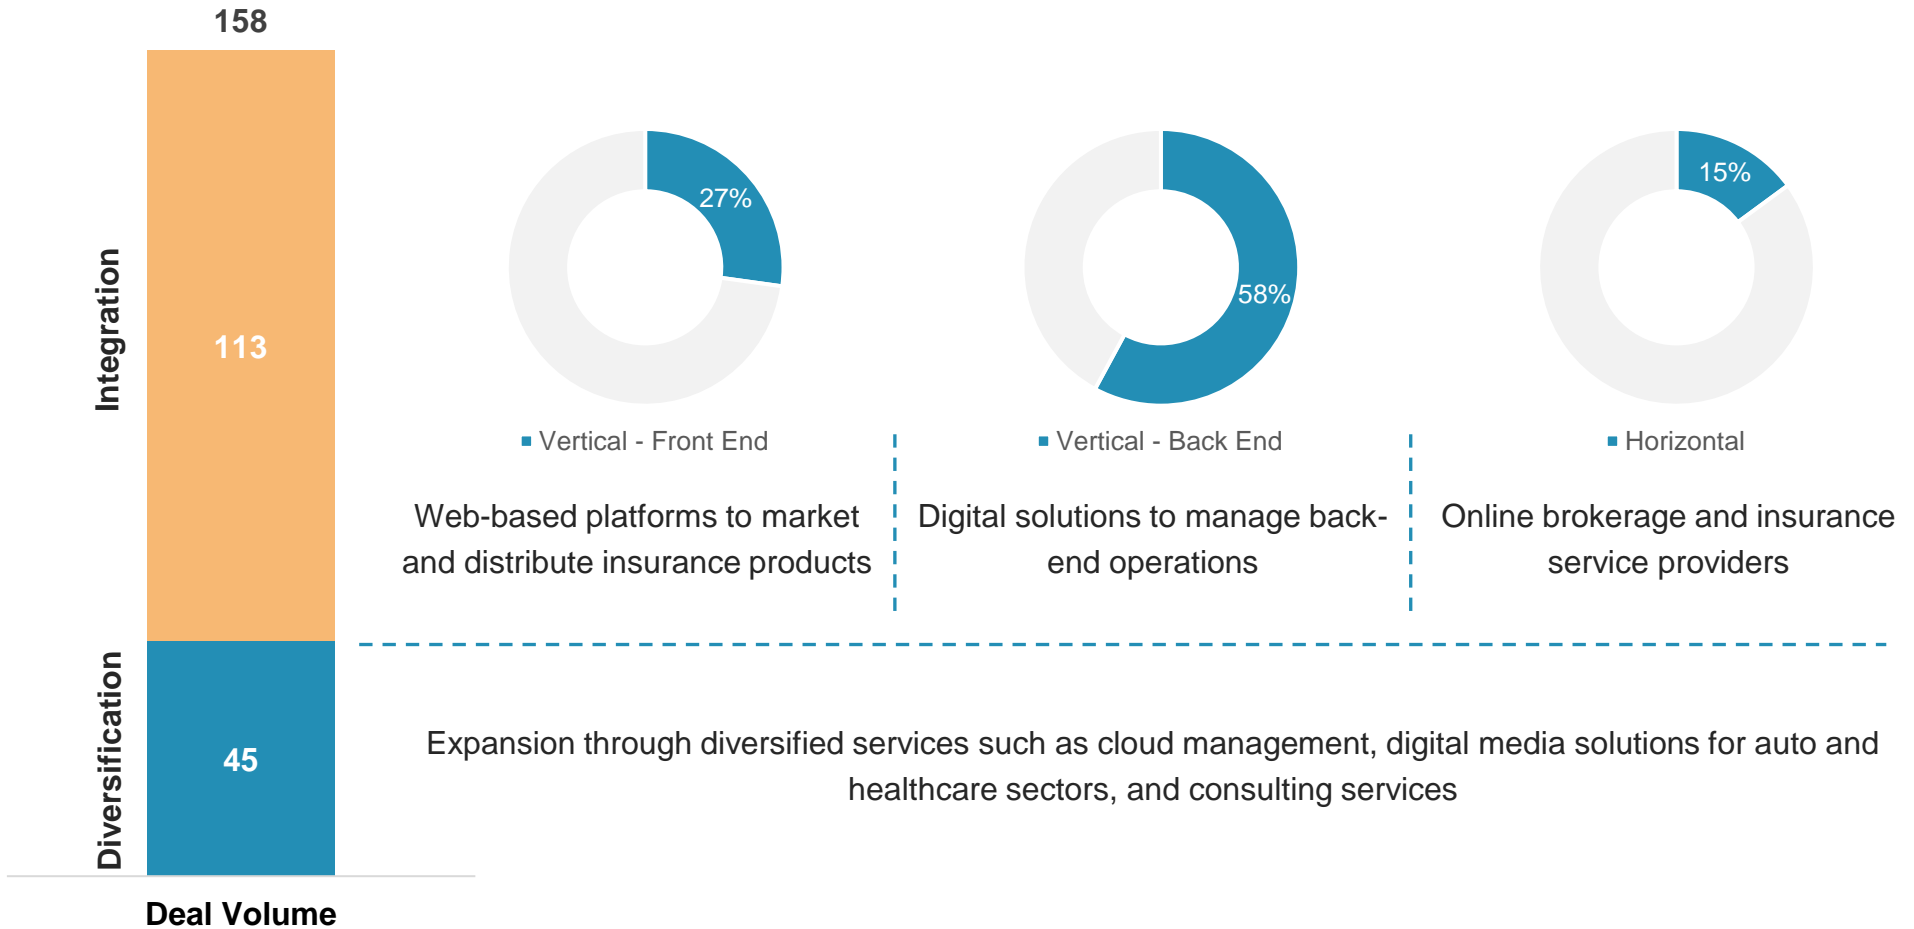 158
Integration
113
27%
58%
15%
Vertical - Front End
Vertical - Back End
Horizontal
Web-based platforms to market
and distribute insurance products
Digital solutions to manage back-
end operations
Online brokerage and insurance
service providers
Diversification
45
Expansion through diversified services such as cloud management, digital media solutions for auto and
healthcare sectors, and consulting services
Deal Volume